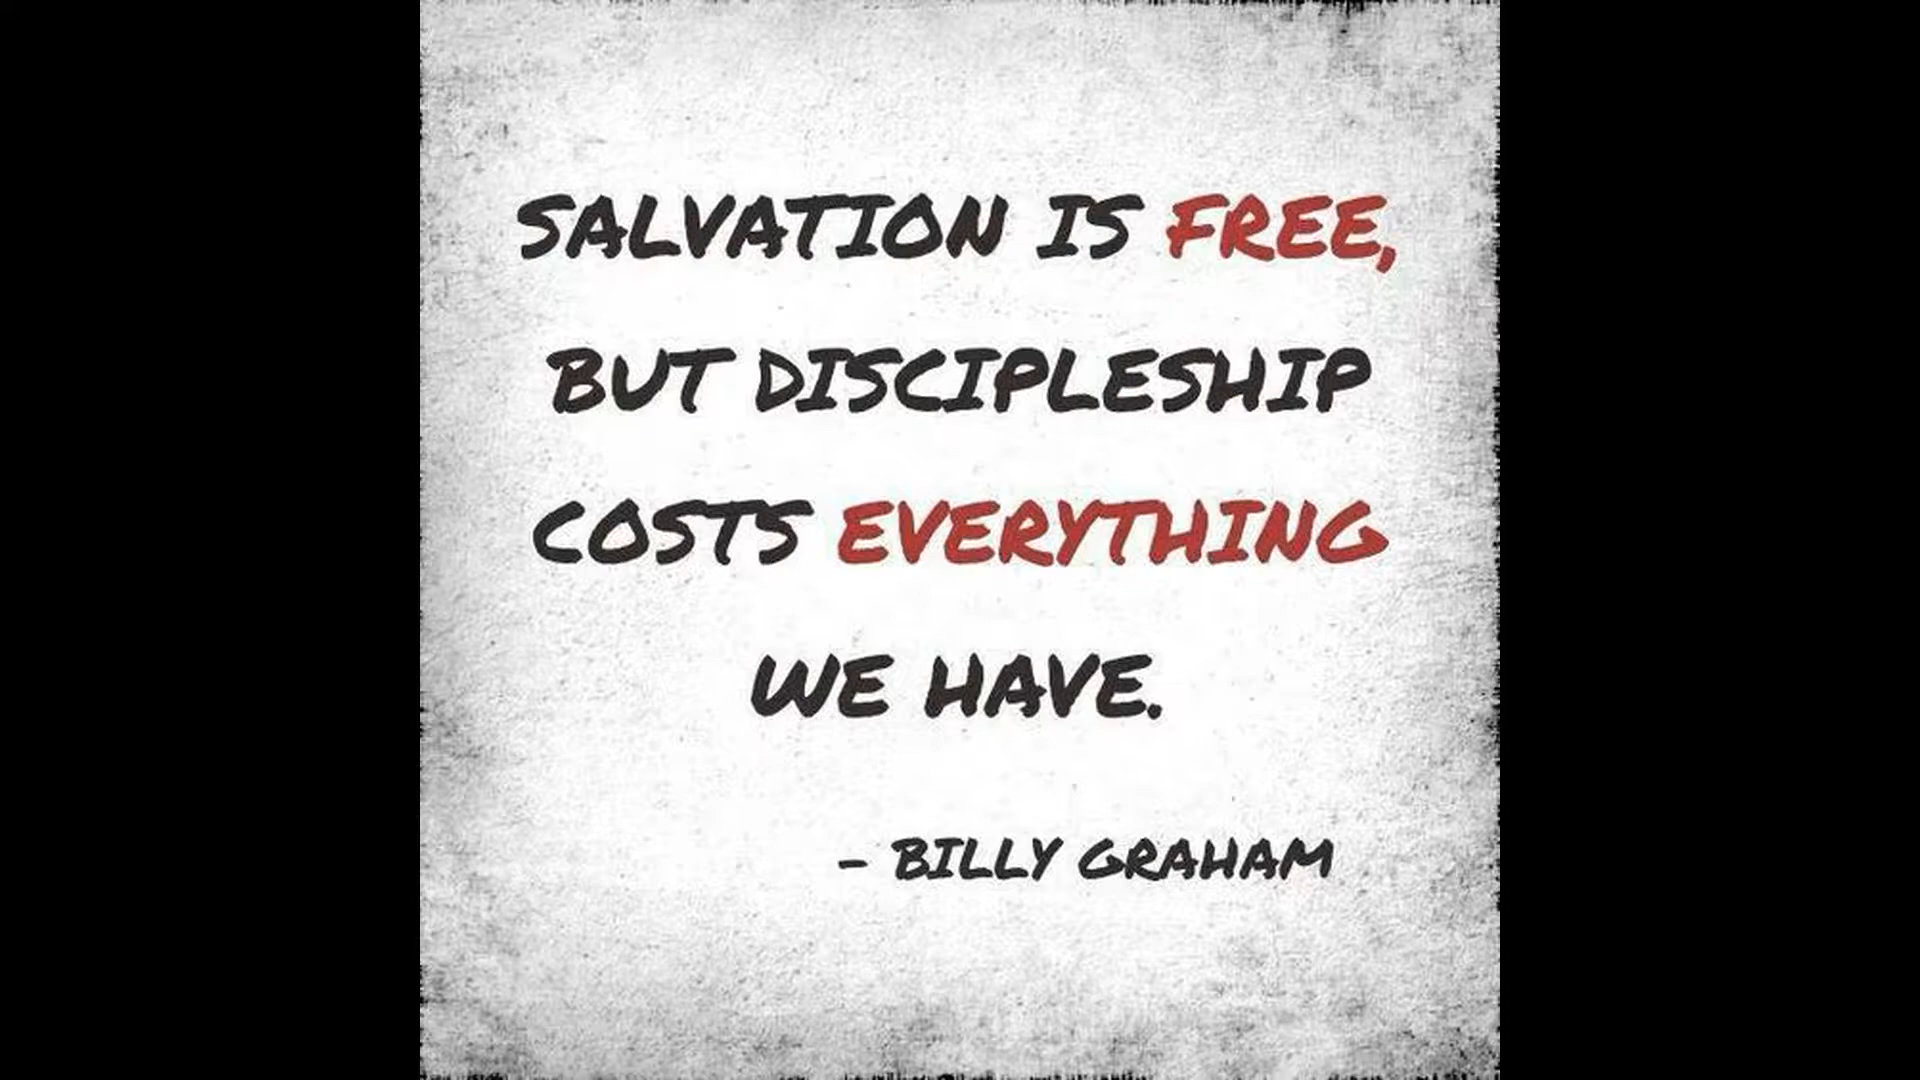 SALVATION IS FREE,
BUT DISCIPLESHIP
COSTS EVERYTHING
WE HAVE.
- BILLY GRAHAM